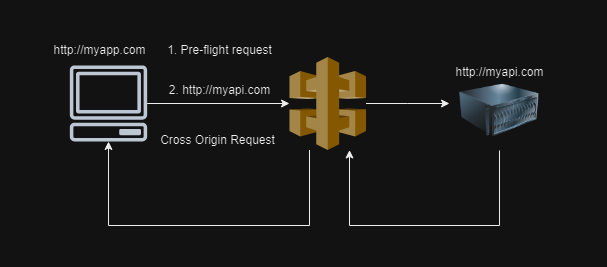 http://myapp.com
1. Pre-flight request
http://myapi.com
2. http://myapi.com
Cross Origin Request